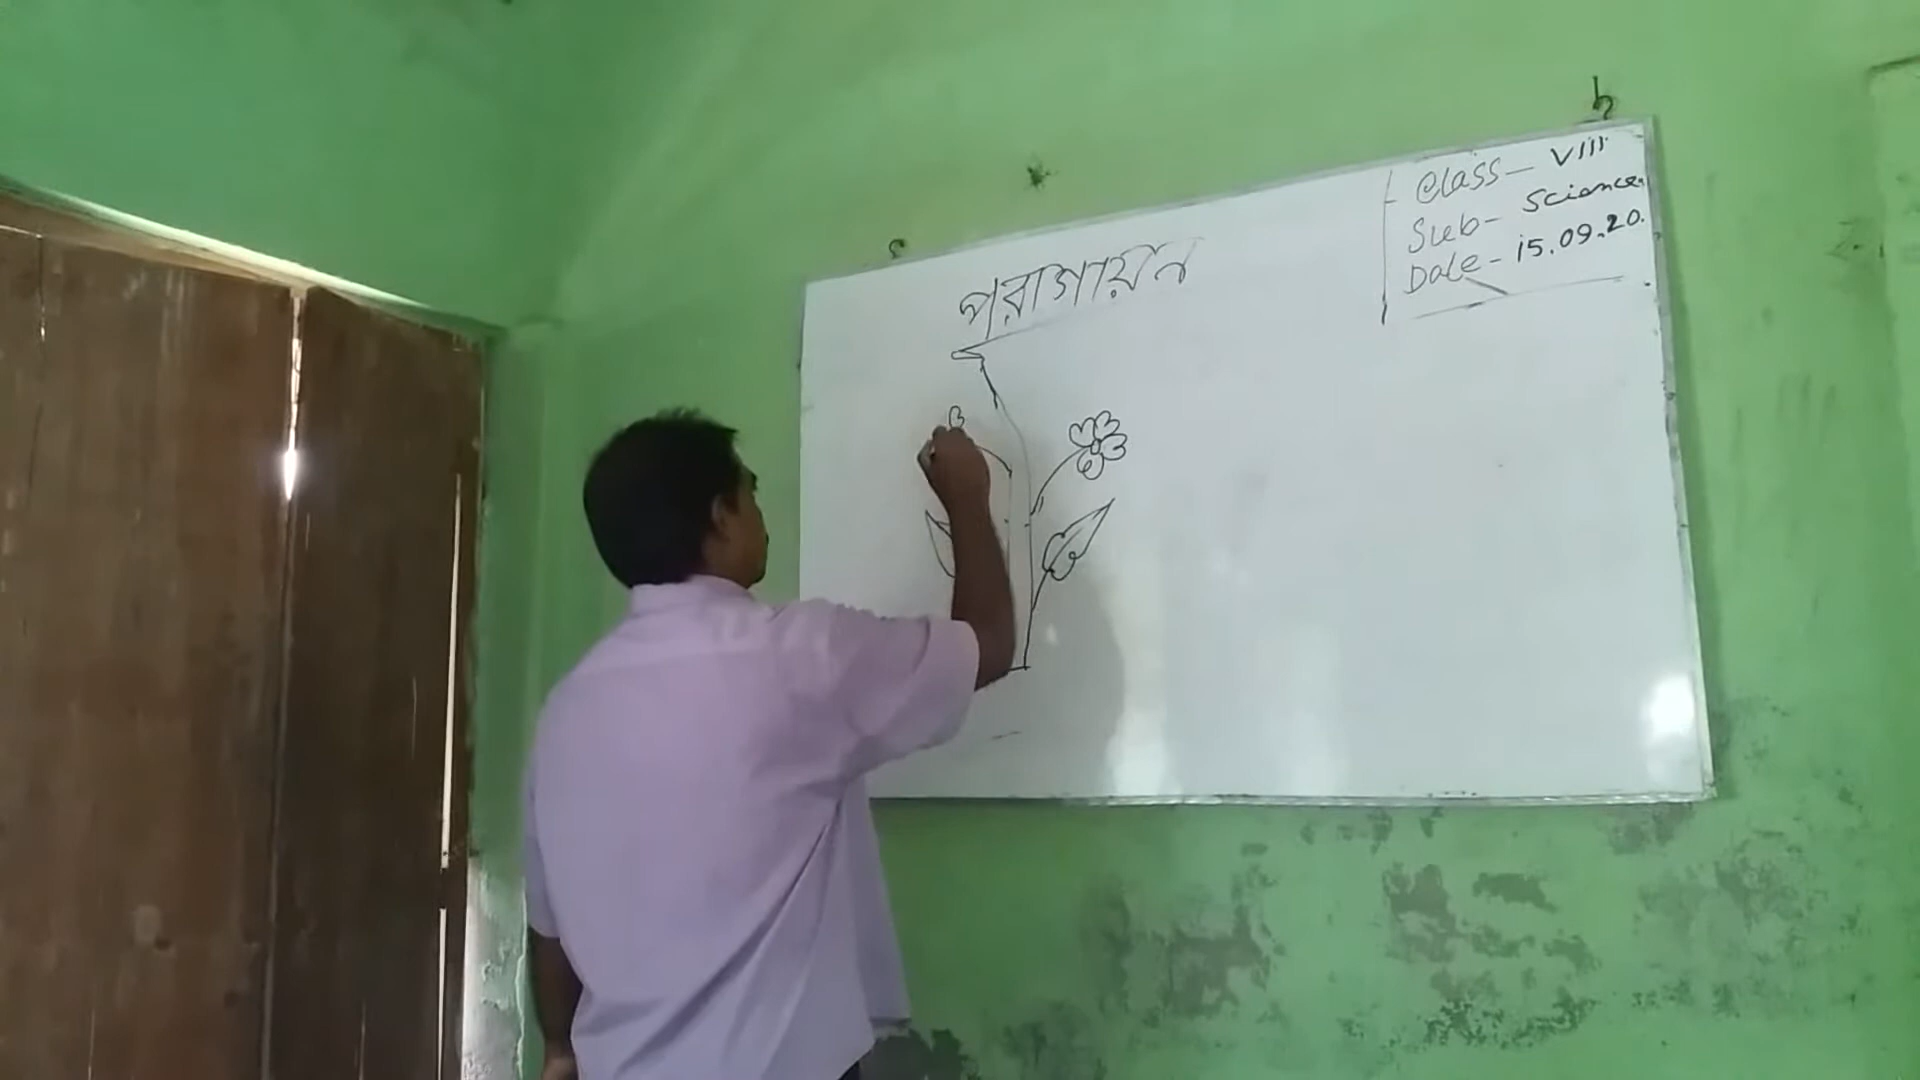 পরাগায়ন
Class - VIII
Sub - Science.
Date - 15.09.20.